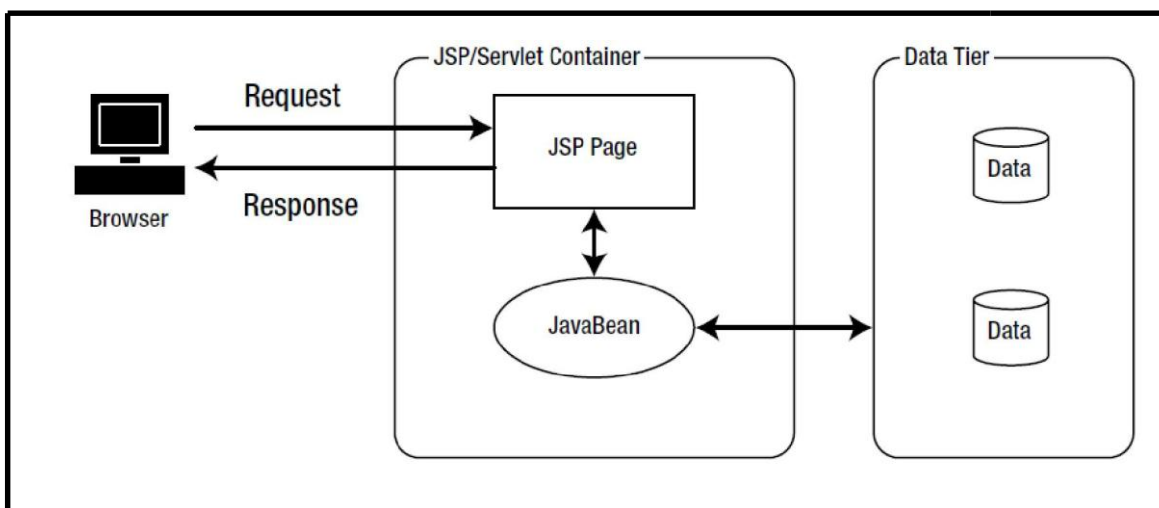 JSP/Servlet Container
Data Tier
Request
JSP Page
Data
Response
Browser
JavaBean
Data